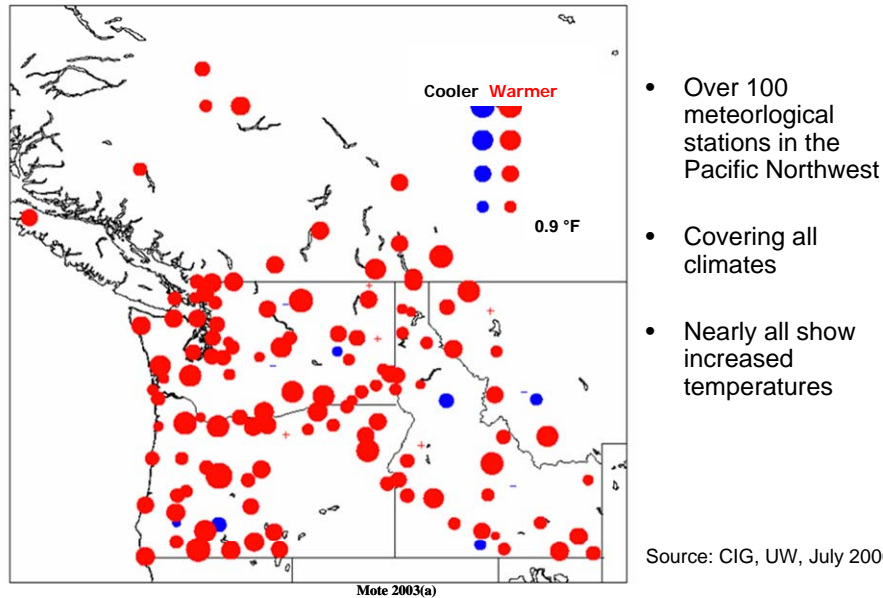 Cooler Warmer
0.9 °F
• Over 100
meteorlogical
stations in the
Pacific Northwest
• Covering all
climates
• Nearly all show
increased
temperatures
Source: CIG, UW, July 200
Mote 2003(a)